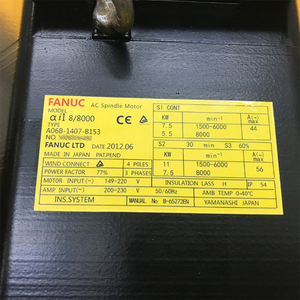 FANUC AC Spindle Motor
MODEL
αiI 8/8000
TYPE
A06B-1407-B153
NO.
FANUC LTD DATE 2012.06
MADE IN JAPAN PAT.PEND
WIND CONNECT Y 4 POLES
POWER FACTOR 77% 3 PHASES
MOTOR INPUT (~) 149-220 V
AMP INPUT (~) 200-230 V 50/60Hz
INS.SYSTEM
S1 CONT
KW min⁻¹ A(~) max
7.5 1500-6000 44
5.5 8000
S2 30 min S3 60%
KW min⁻¹ A(~) max
11 1500-6000 56
7.5 8000
INSULATION CLASS H IP 54
AMB TEMP 0-40℃
MANUAL No B-65272EN YAMANASHI JAPAN